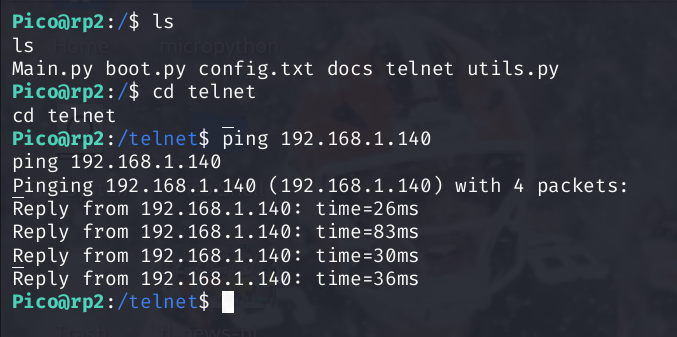 Pico@rp2:/$ ls
ls
Main.py boot.py config.txt docs telnet utils.py
Pico@rp2:/$ cd telnet
cd telnet
Pico@rp2:/telnet$ ping 192.168.1.140
ping 192.168.1.140
Pinging 192.168.1.140 (192.168.1.140) with 4 packets:
Reply from 192.168.1.140: time=26ms
Reply from 192.168.1.140: time=83ms
Reply from 192.168.1.140: time=30ms
Reply from 192.168.1.140: time=36ms
Pico@rp2:/telnet$
Home micropython